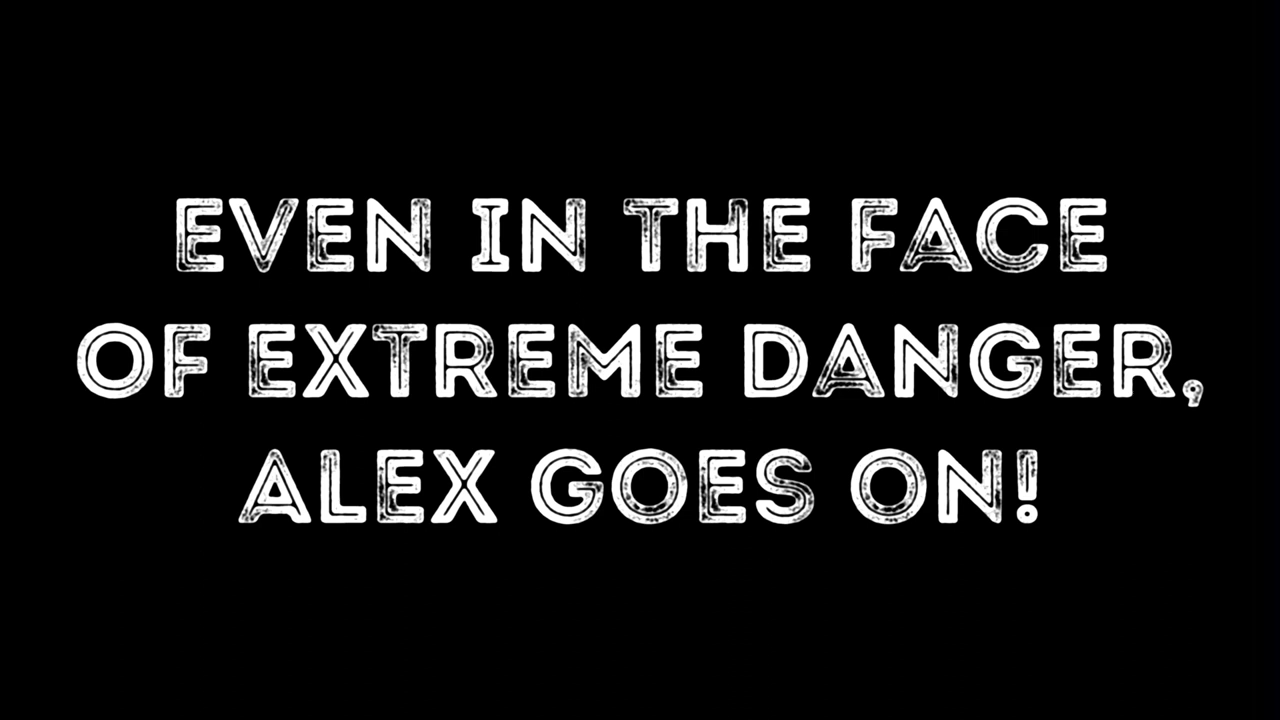 EVEN IN THE FACE
OF EXTREME DANGER,
ALEX GOES ON!